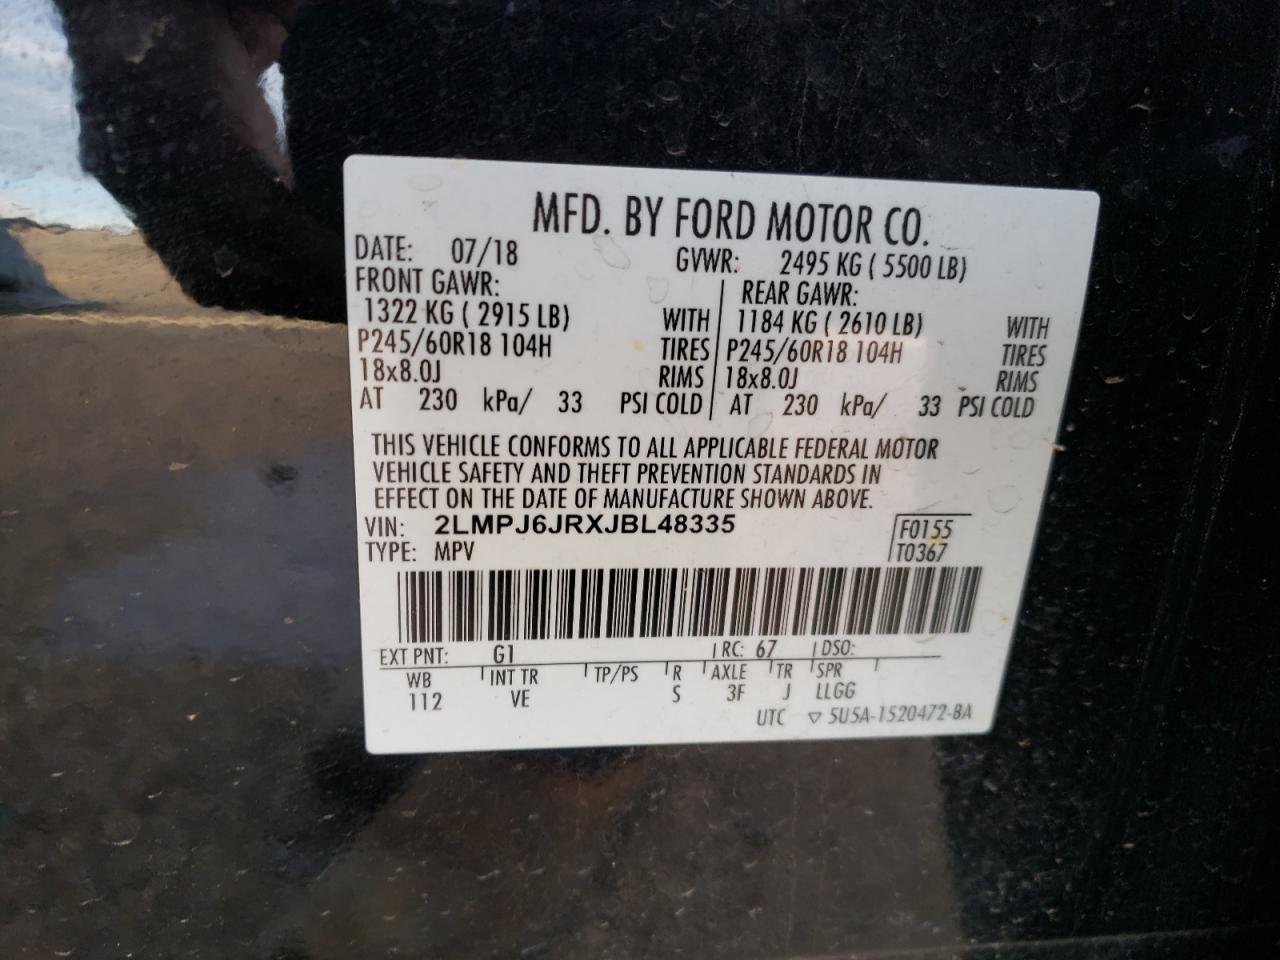 MFD. BY FORD MOTOR CO.
DATE: 07/18 GVWR: 2495 KG ( 5500 LB)
FRONT GAWR: REAR GAWR:
1322 KG ( 2915 LB) WITH 1184 KG ( 2610 LB) WITH
P245/60R18 104H TIRES P245/60R18 104H TIRES
18x8.0J RIMS 18x8.0J RIMS
AT 230 kPa/ 33 PSI COLD AT 230 kPa/ 33 PSI COLD
THIS VEHICLE CONFORMS TO ALL APPLICABLE FEDERAL MOTOR
VEHICLE SAFETY AND THEFT PREVENTION STANDARDS IN
EFFECT ON THE DATE OF MANUFACTURE SHOWN ABOVE.
VIN: 2LMPJ6JRXJBL48335 F0155
TYPE: MPV T0367
EXT PNT: G1 RC: 67 DSO:
WB INT TR TP/PS R AXLE TR SPR
112 VE S 3F J LLGG
UTC ▽ 5U5A-1520472-BA